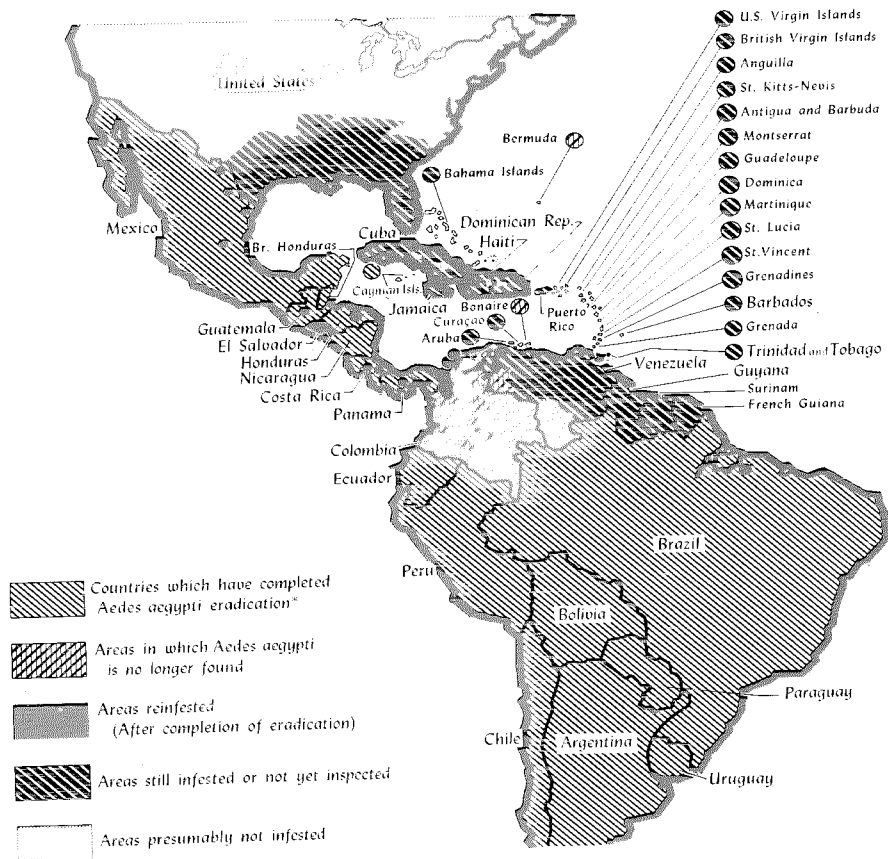 U.S. Virgin Islands
British Virgin Islands
Anguilla
St. Kitts-Nevis
Antigua and Barbuda
Montserrat
Guadeloupe
Dominica
Martinique
St. Lucia
St. Vincent
Grenadines
Barbados
Grenada
Trinidad and Tobago
Guyana
Surinam
French Guiana
United States
Bermuda
Bahama Islands
Dominican Rep.
Haiti
Cuba
Mexico
Br. Honduras
Cayman Isls
Jamaica
Bonaire
Curaçao
Aruba
Puerto
Rico
Venezuela
Guatemala
El Salvador
Honduras
Nicaragua
Costa Rica
Panama
Colombia
Ecuador
Peru
Brazil
Bolivia
Paraguay
Chile
Argentina
Uruguay
Countries which have completed
Aedes aegypti eradication*
Areas in which Aedes aegypti
is no longer found
Areas reinfested
(After completion of eradication)
Areas still infested or not yet inspected
Areas presumably not infested